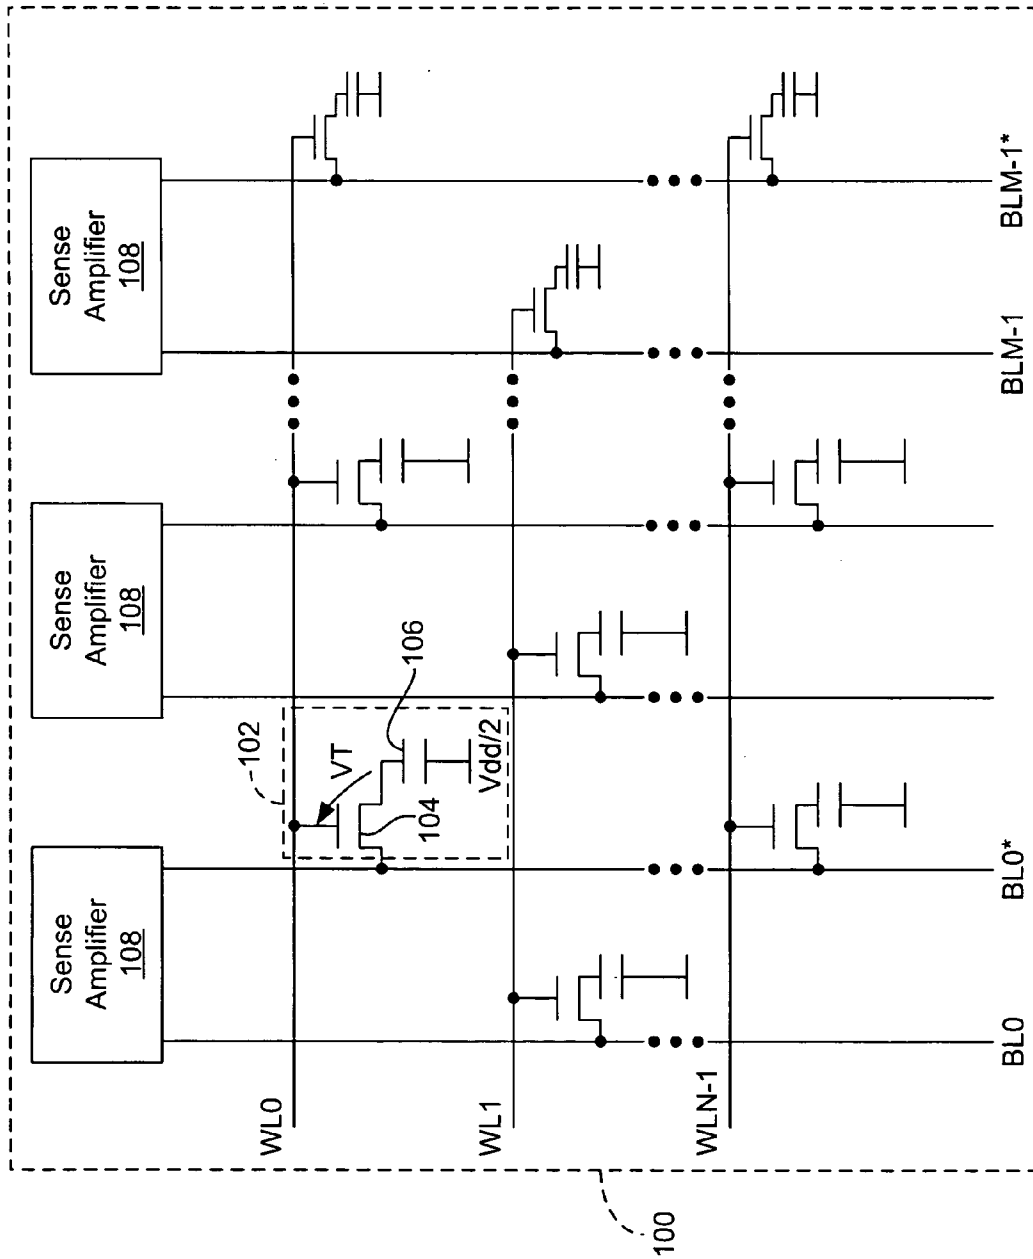 Sense
Amplifier
108
Sense
Amplifier
108
Sense
Amplifier
108
WL0
102
VT
106
104
Vdd/2
WL1
WLN-1
BL0
BL0*
BLM-1
BLM-1*
100